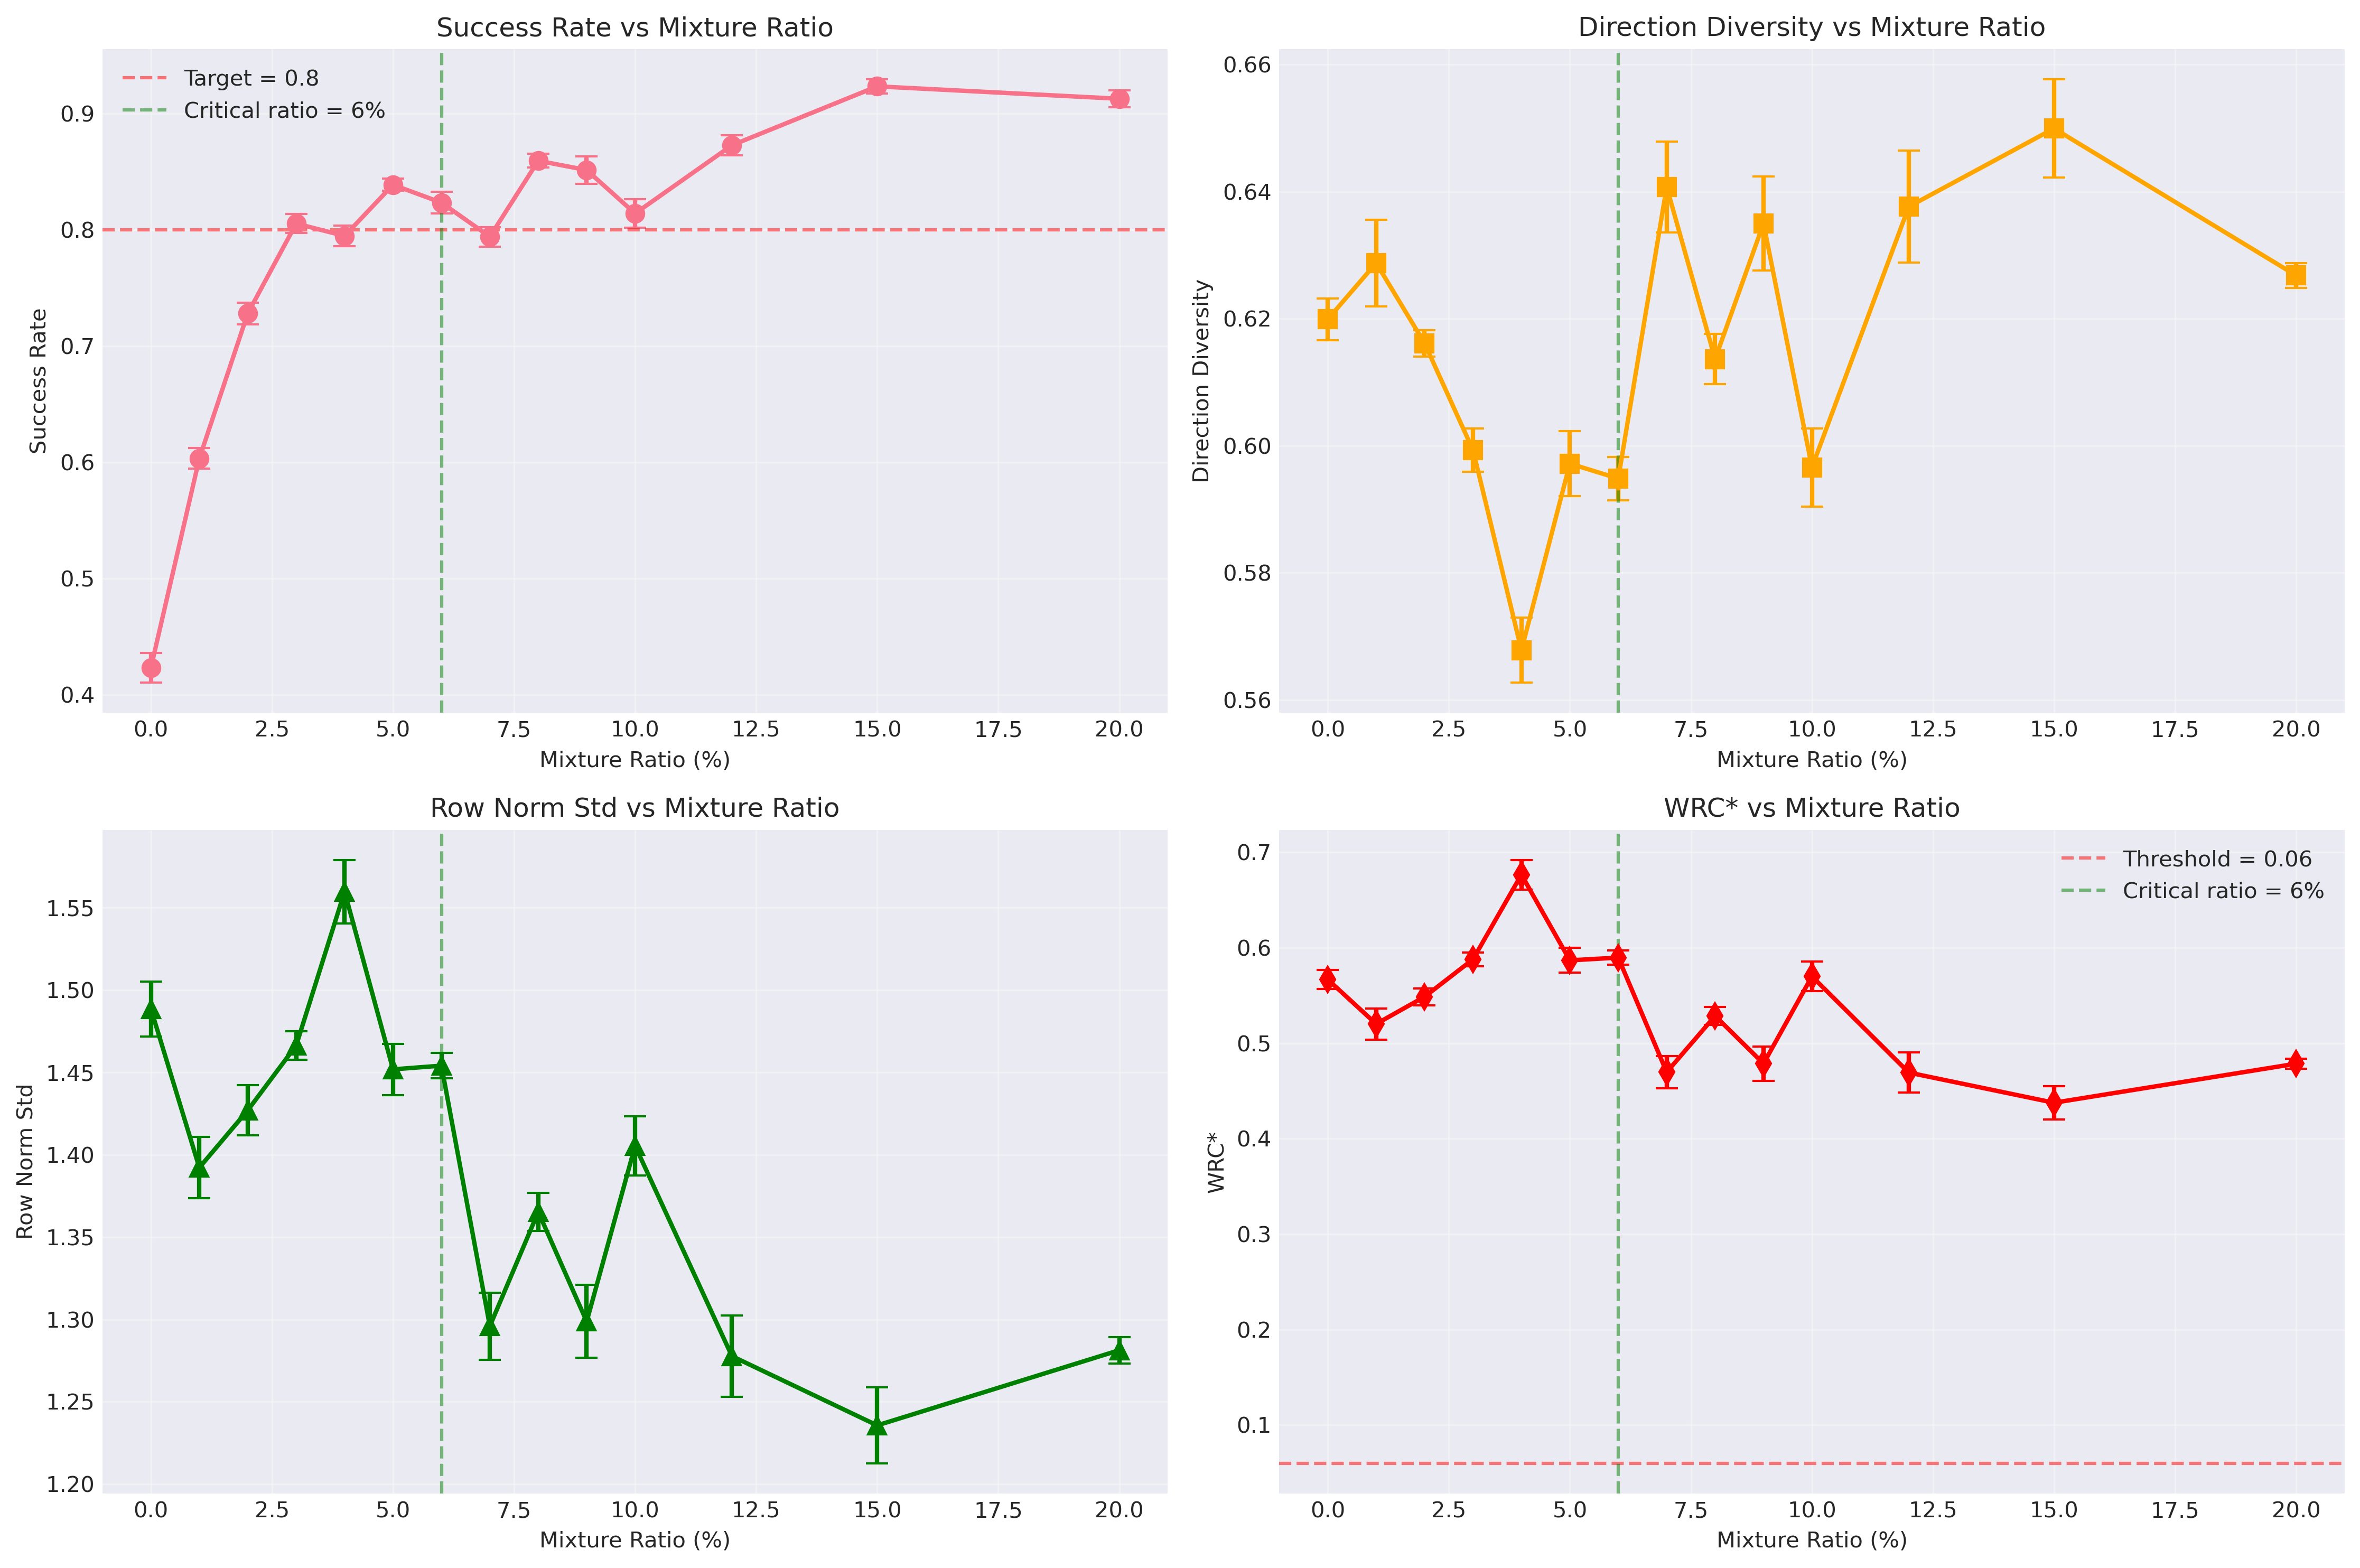 Success Rate vs Mixture Ratio
Target = 0.8
Critical ratio = 6%
Success Rate
0.9
0.8
0.7
0.6
0.5
0.4
0.0 2.5 5.0 7.5 10.0 12.5 15.0 17.5 20.0
Mixture Ratio (%)
Direction Diversity vs Mixture Ratio
Direction Diversity
0.66
0.64
0.62
0.60
0.58
0.56
0.0 2.5 5.0 7.5 10.0 12.5 15.0 17.5 20.0
Mixture Ratio (%)
Row Norm Std vs Mixture Ratio
Row Norm Std
1.55
1.50
1.45
1.40
1.35
1.30
1.25
1.20
0.0 2.5 5.0 7.5 10.0 12.5 15.0 17.5 20.0
Mixture Ratio (%)
WRC* vs Mixture Ratio
Threshold = 0.06
Critical ratio = 6%
WRC*
0.7
0.6
0.5
0.4
0.3
0.2
0.1
0.0 2.5 5.0 7.5 10.0 12.5 15.0 17.5 20.0
Mixture Ratio (%)